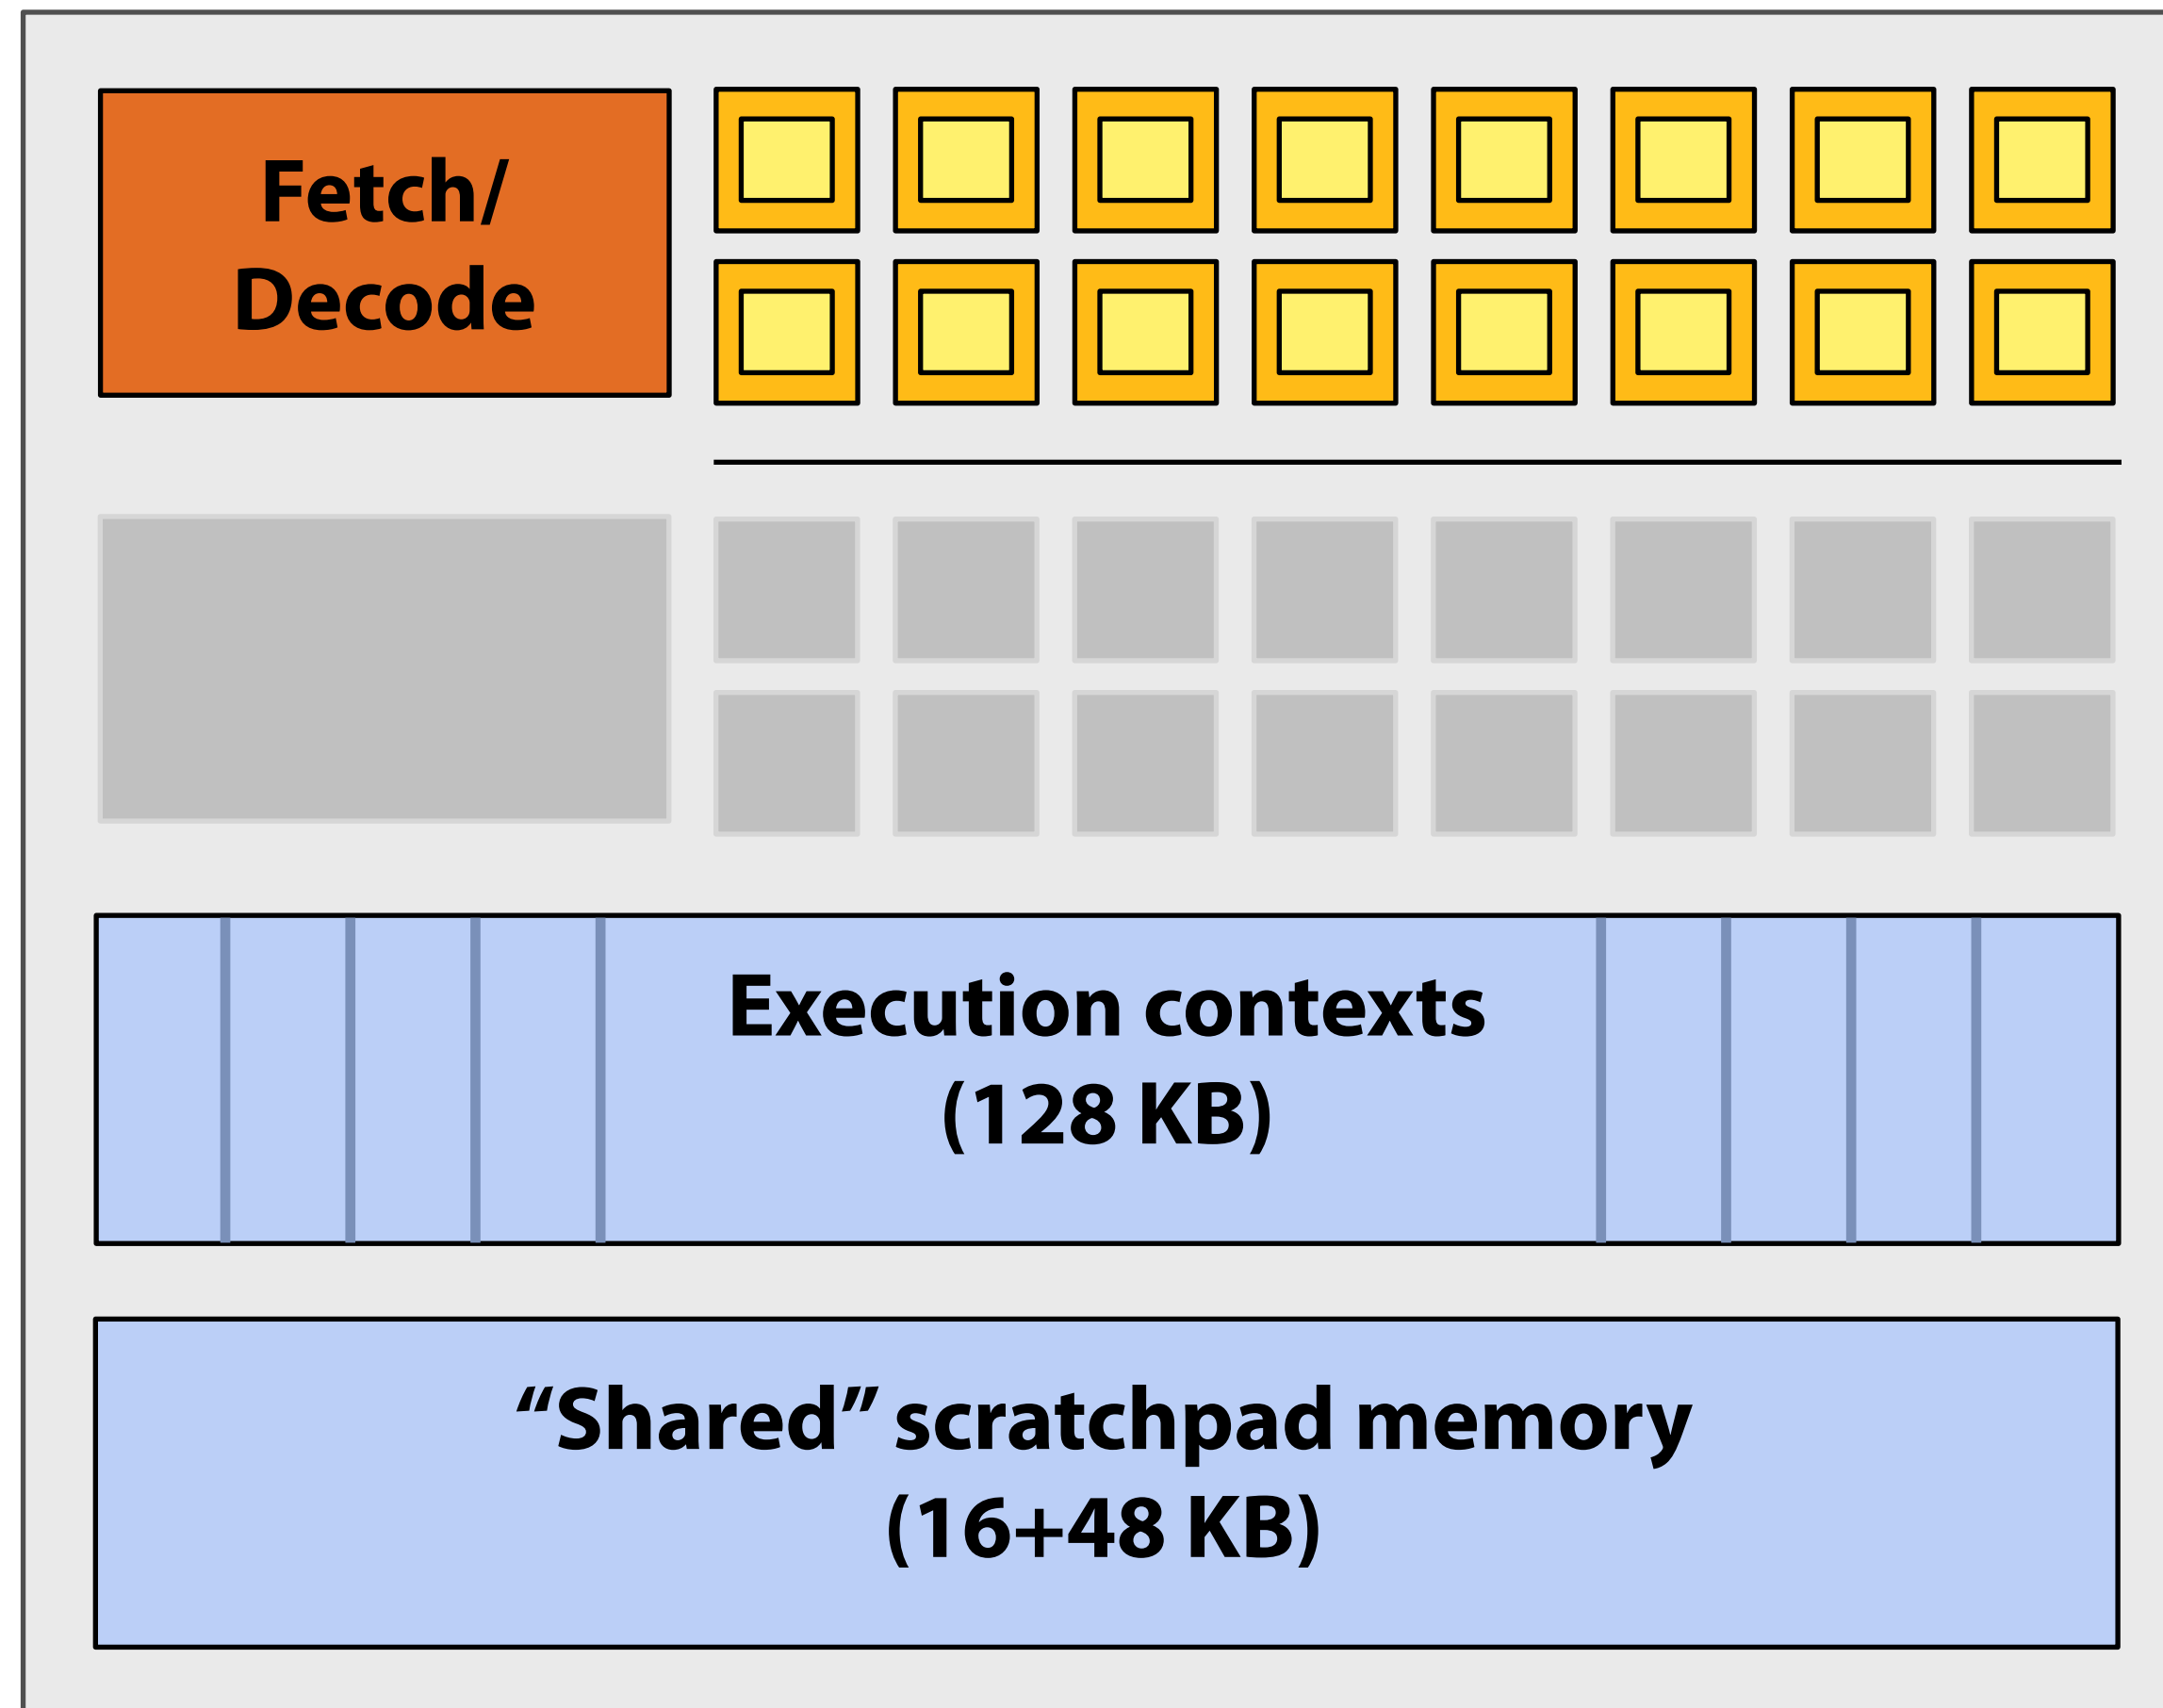 Fetch/
Decode
Execution contexts
(128 KB)
“Shared” scratchpad memory
(16+48 KB)